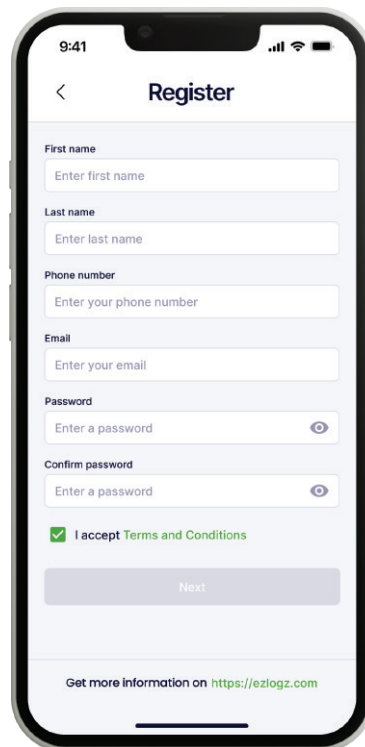 9:41
Register
First name
Enter first name
Last name
Enter last name
Phone number
Enter your phone number
Email
Enter your email
Password
Enter a password
Confirm password
Enter a password
I accept Terms and Conditions
Next
Get more information on https://ezlogz.com